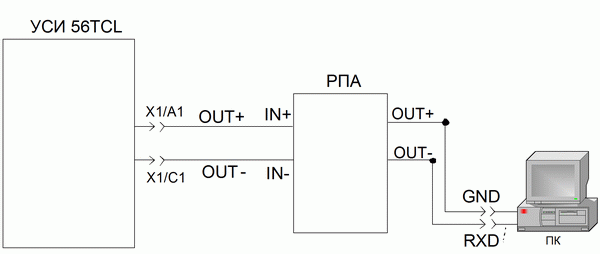 УСИ 56TCL
РПА
X1/A1
OUT+
IN+
OUT+
X1/C1
OUT-
IN-
OUT-
GND
RXD
ПК